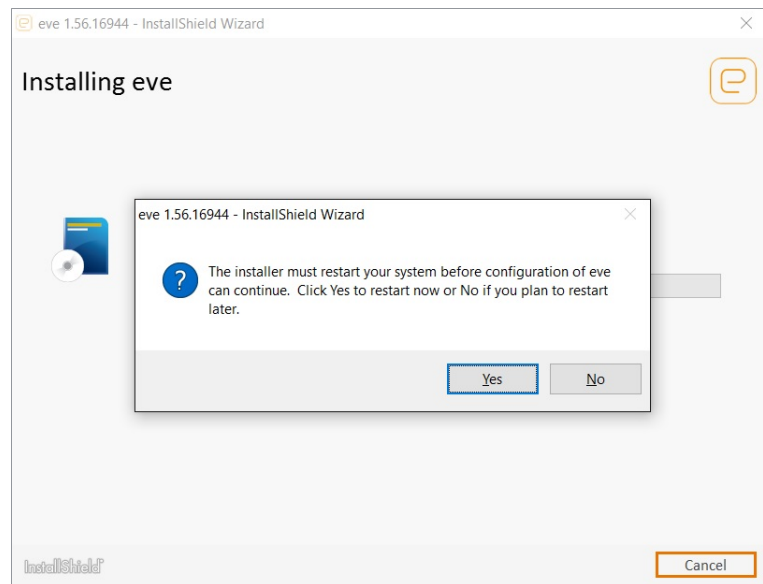 eve 1.56.16944 - InstallShield Wizard
Installing eve
eve 1.56.16944 - InstallShield Wizard
The installer must restart your system before configuration of eve
can continue. Click Yes to restart now or No if you plan to restart
later.
Yes
No
InstallShield
Cancel